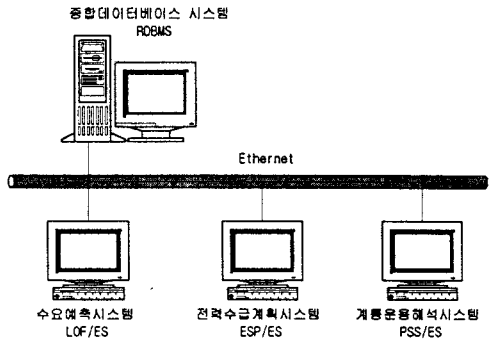 종합데이터베이스 시스템
RDBMS
Ethernet
수요예측시스템
LOF/ES
전력수급계획시스템
ESP/ES
계통운용해석시스템
PSS/ES